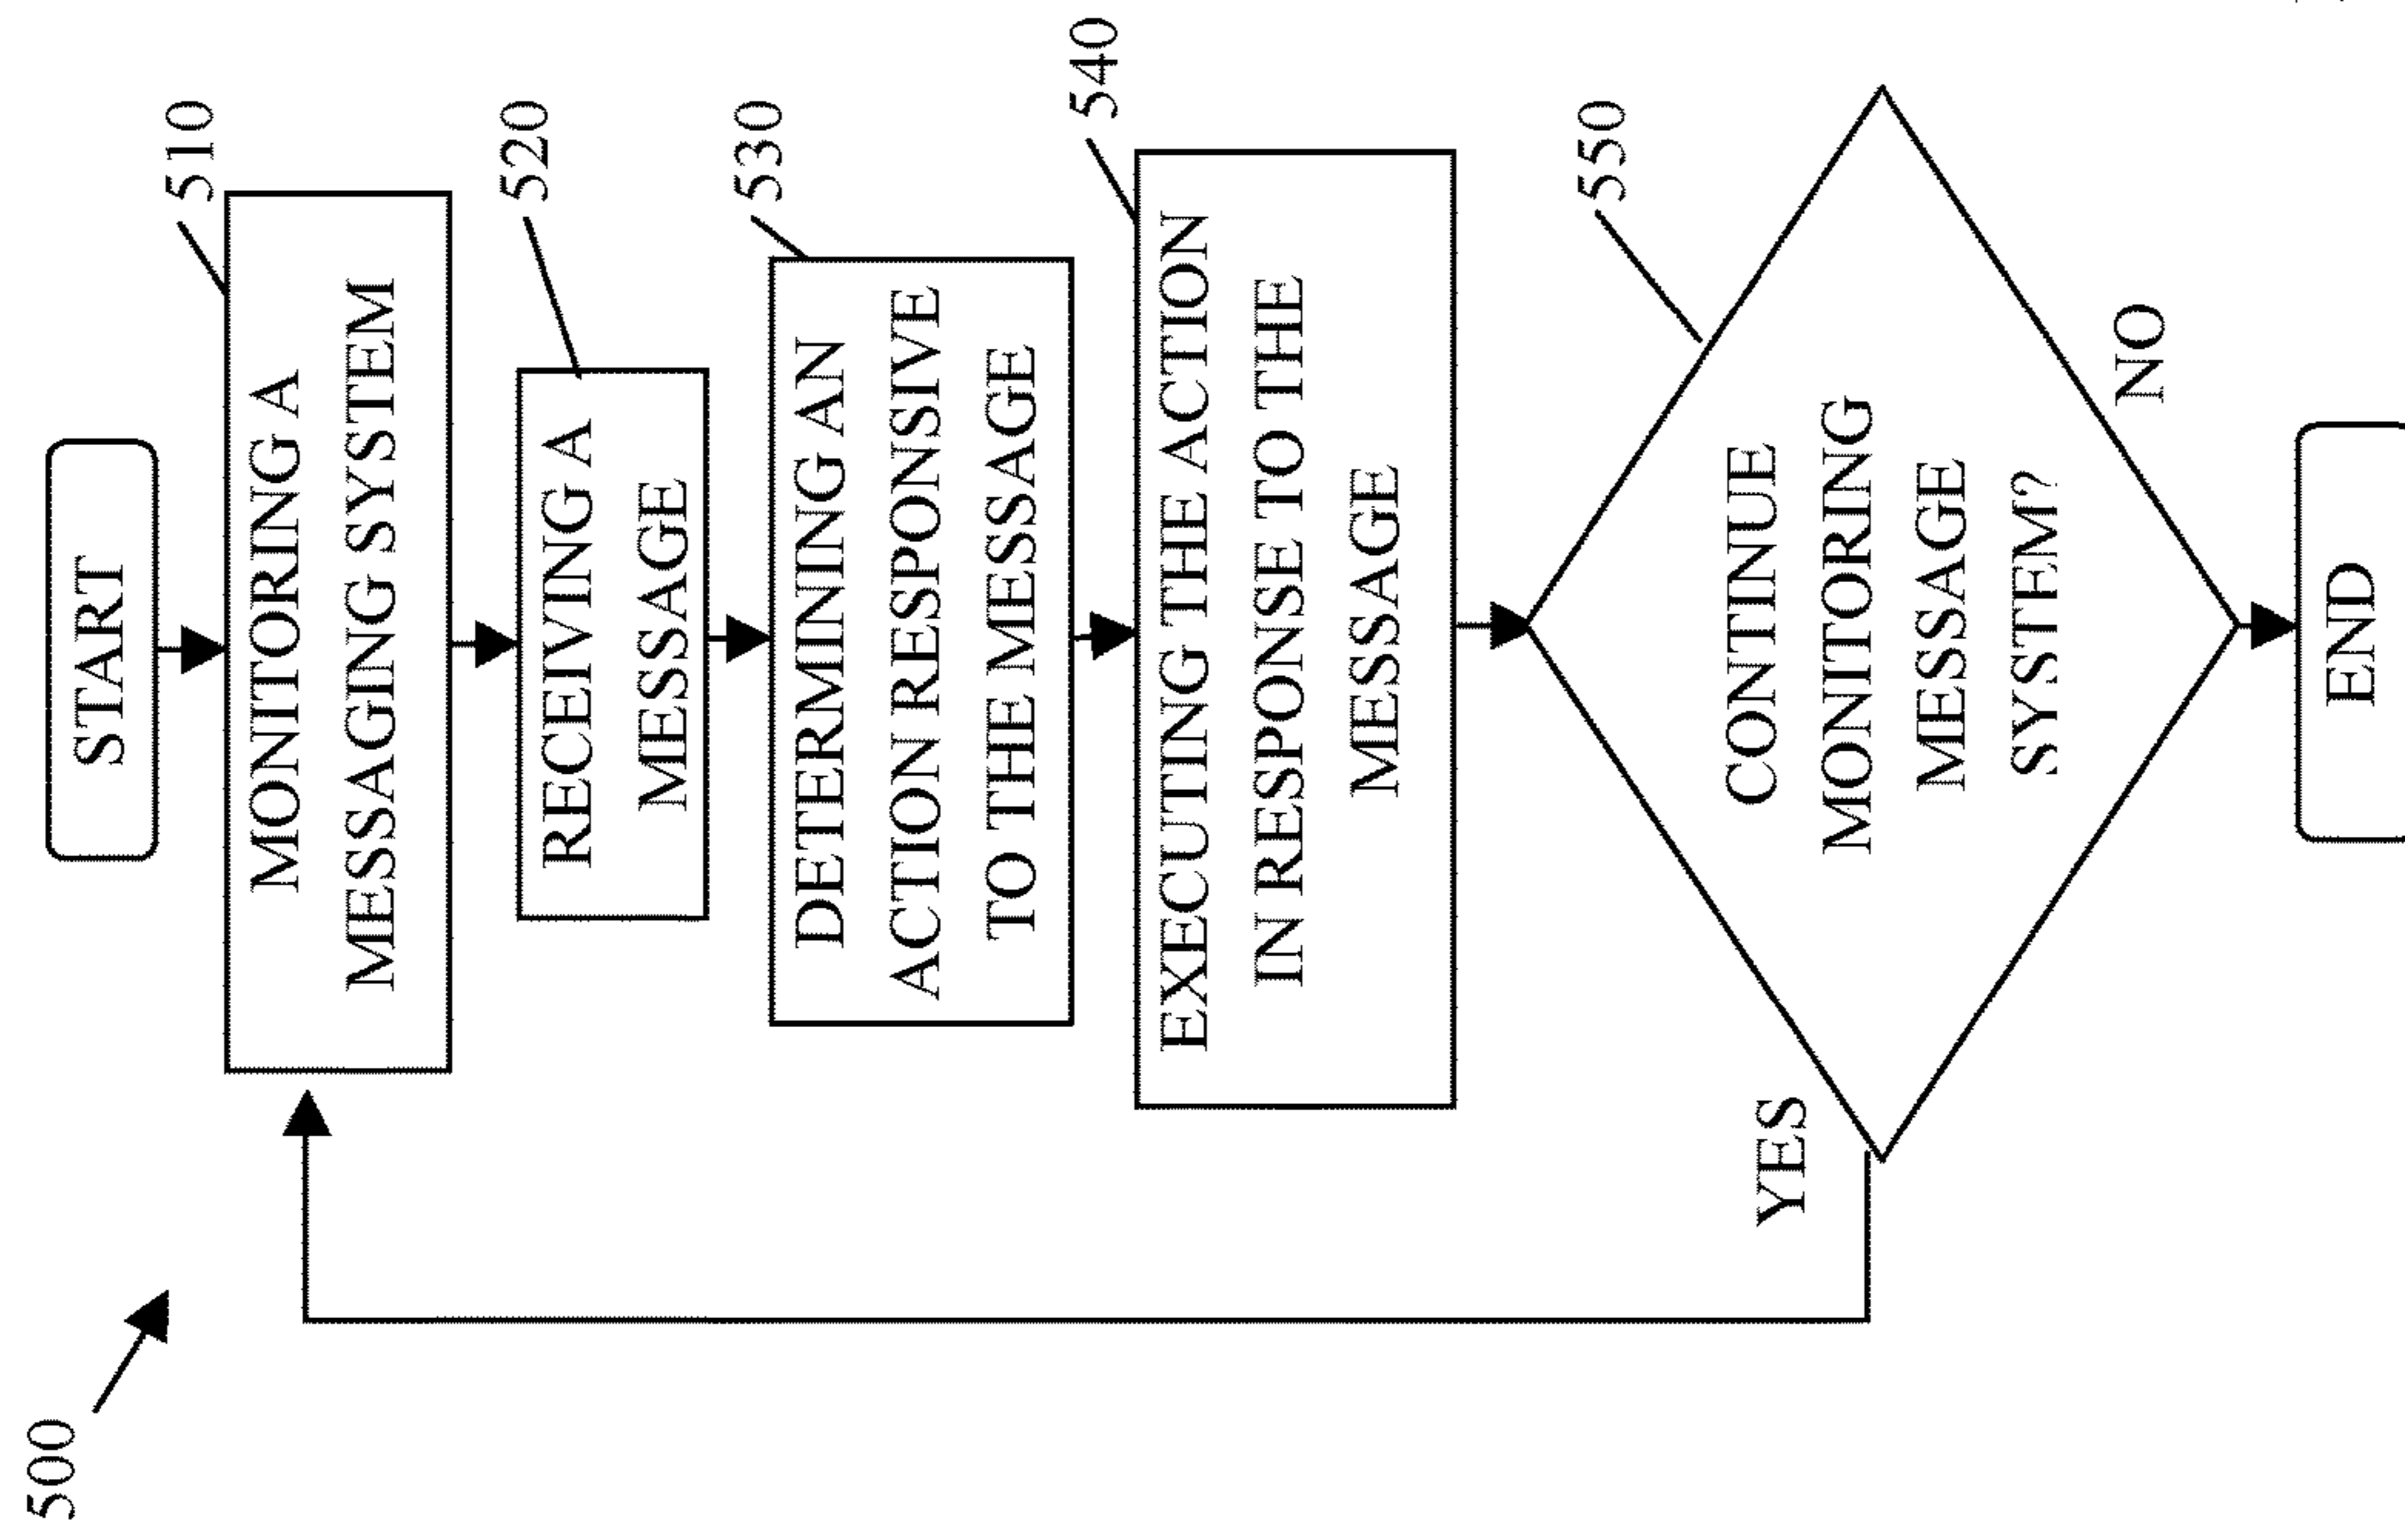 500
START
510
MONITORING A
MESSAGING SYSTEM
520
RECEIVING A
MESSAGE
530
DETERMINING AN
ACTION RESPONSIVE
TO THE MESSAGE
540
EXECUTING THE ACTION
IN RESPONSE TO THE
MESSAGE
550
YES
CONTINUE
MONITORING
MESSAGE
SYSTEM?
NO
END